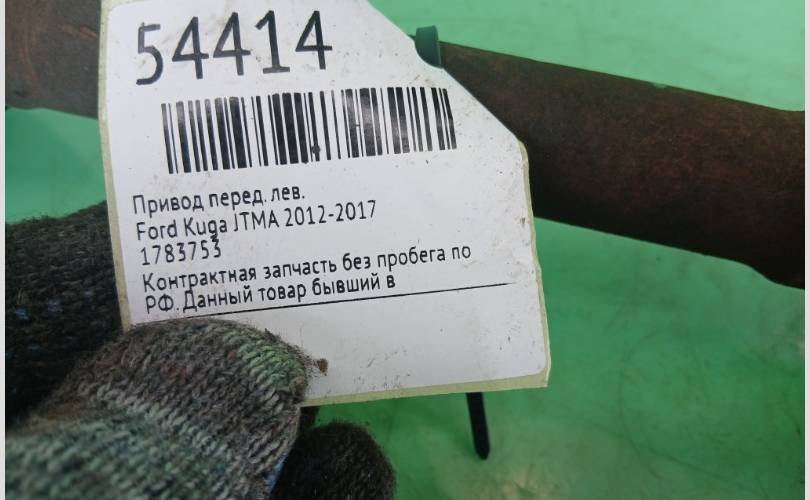 54414
Привод перед. лев.
Ford Kuga JTMA 2012-2017
1783753
Контрактная запчасть без пробега по
РФ. Данный товар бывший в